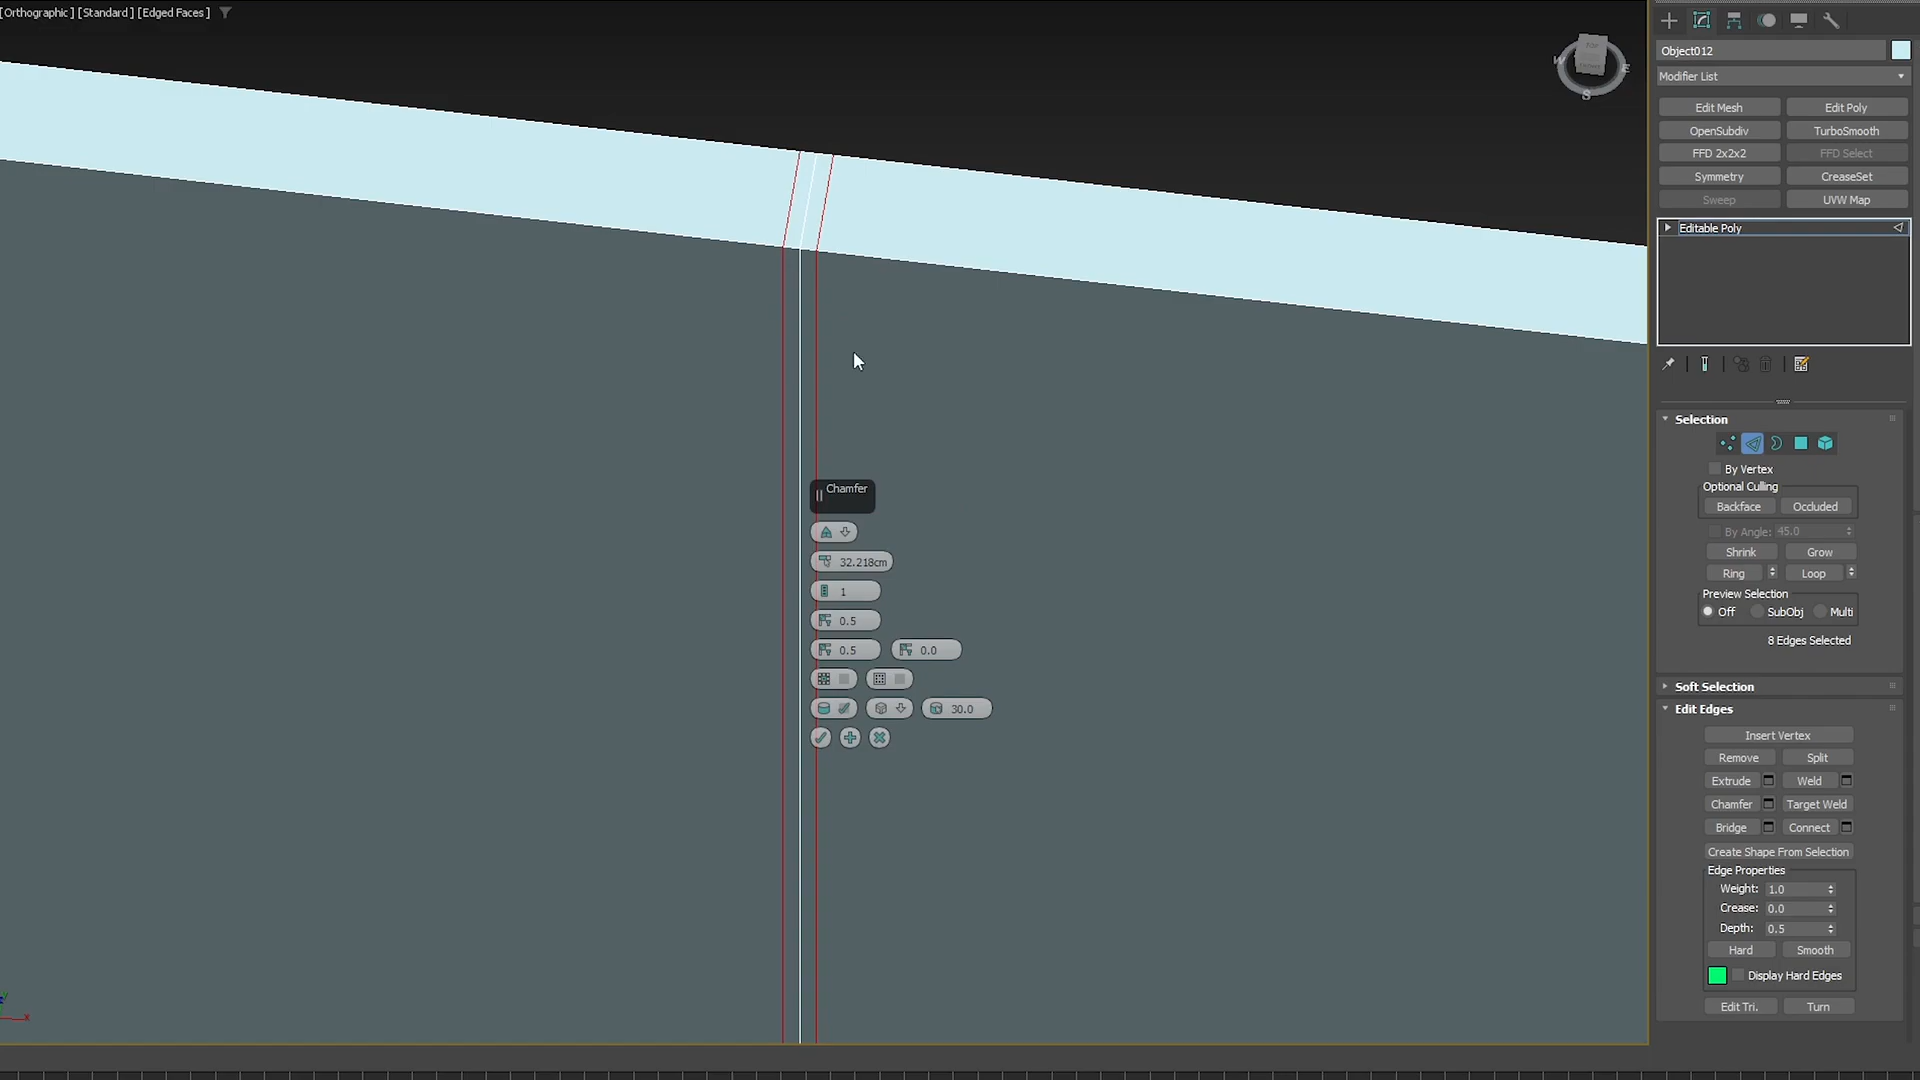 [Orthographic ] [Standard ] [Edged Faces ]
W
E
S
Object012
Modifier List
Edit Mesh
Edit Poly
OpenSubdiv
TurboSmooth
FFD 2x2x2
FFD Select
Symmetry
CreaseSet
Sweep
UVW Map
Editable Poly
Selection
By Vertex
Optional Culling
Backface
Occluded
By Angle:
45.0
Shrink
Grow
Ring
Loop
Preview Selection
Off
SubObj
Multi
8 Edges Selected
Soft Selection
Edit Edges
Insert Vertex
Remove
Split
Extrude
Weld
Chamfer
Target Weld
Bridge
Connect
Create Shape From Selection
Edge Properties
Weight:
1.0
Crease:
0.0
Depth:
0.5
Hard
Smooth
Display Hard Edges
Edit Tri.
Turn
Chamfer
32.218cm
1
0.5
0.5
0.0
30.0
y
x